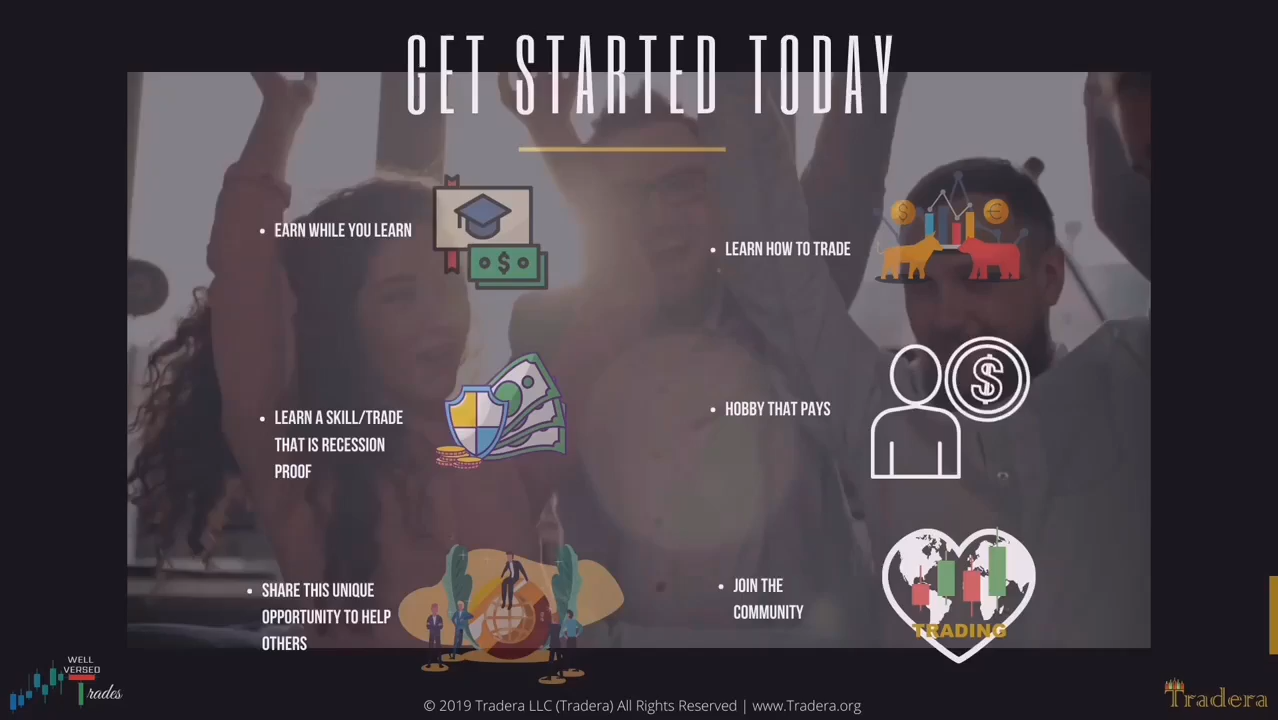 GET STARTED TODAY
EARN WHILE YOU LEARN
LEARN HOW TO TRADE
LEARN A SKILL/TRADE
THAT IS RECESSION
PROOF
HOBBY THAT PAYS
SHARE THIS UNIQUE
OPPORTUNITY TO HELP
OTHERS
JOIN THE
COMMUNITY
TRADING
WELL
VERSED
Trades
© 2019 Tradera LLC (Tradera) All Rights Reserved | www.Tradera.org
Tradera